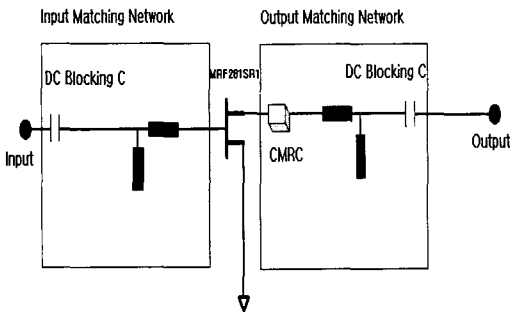 Input Matching Network
Output Matching Network
DC Blocking C
MRF281SR1
DC Blocking C
Input
CMRC
Output